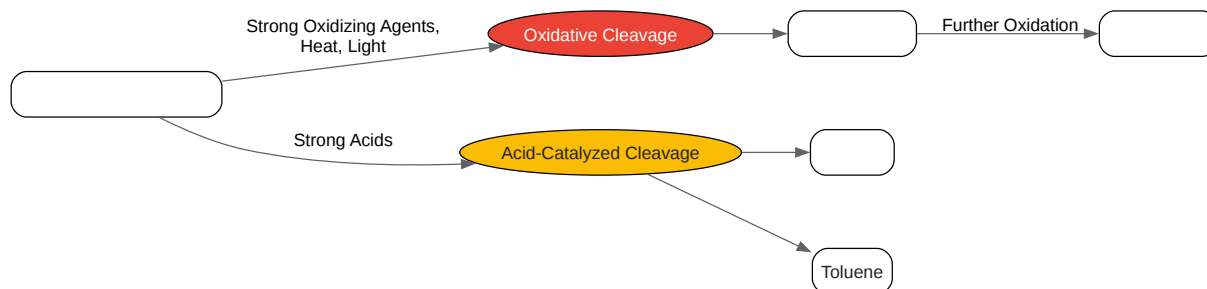 Strong Oxidizing Agents,
Heat, Light
Oxidative Cleavage
Further Oxidation
Strong Acids
Acid-Catalyzed Cleavage
Toluene